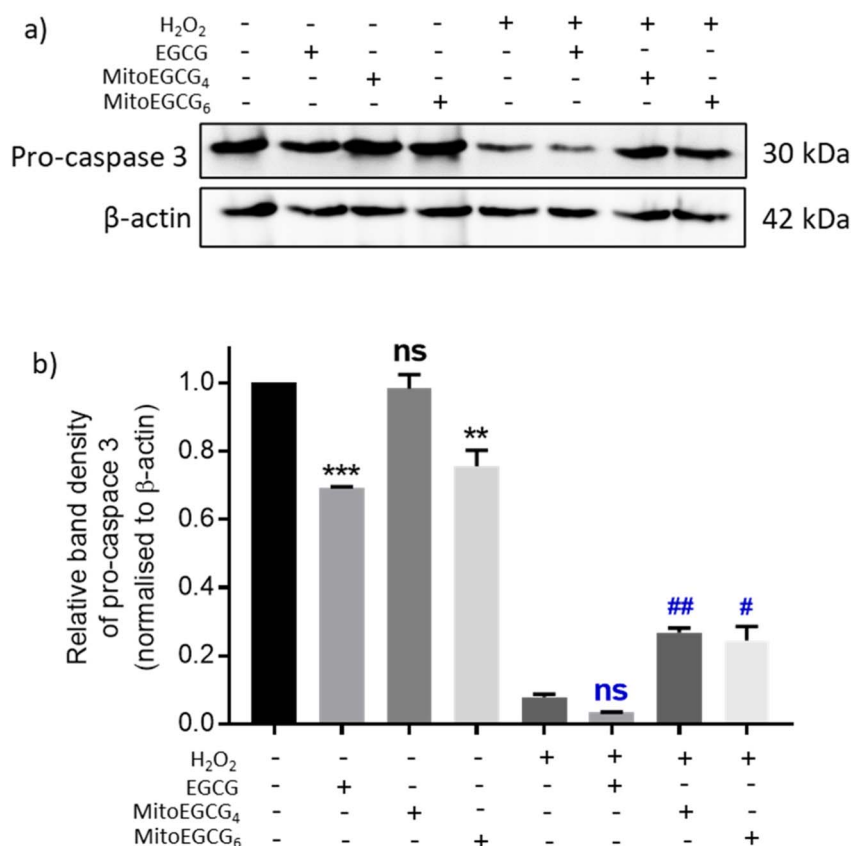 a)
H₂O₂ - - - - + + + +
EGCG - + - - - + - -
MitoEGCG₄ - - + - - - + -
MitoEGCG₆ - - - + - - - +
Pro-caspase 3 30 kDa
β-actin 42 kDa
b)
Relative band density
of pro-caspace 3
(normalised to β-actin)
1.0
0.8
0.6
0.4
0.2
0.0
*** ns ** ns ## #
H₂O₂ - - - - + + + +
EGCG - + - - - + - -
MitoEGCG₄ - - + - - - + -
MitoEGCG₆ - - - + - - - +